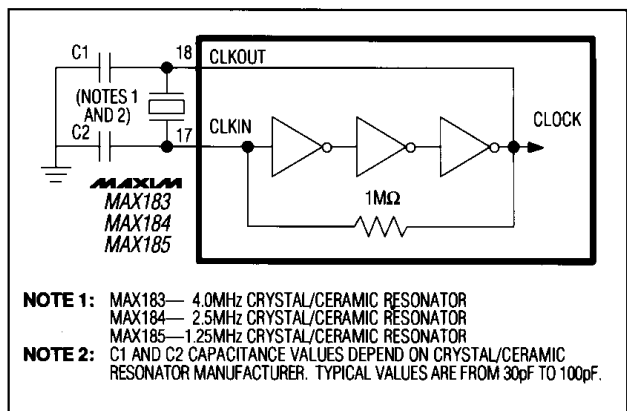 C1
18
CLKOUT
(NOTES 1
AND 2)
C2
17
CLKIN
CLOCK
MAXIM
MAX183
MAX184
MAX185
1MΩ
NOTE 1: MAX183— 4.0MHz CRYSTAL/CERAMIC RESONATOR
MAX184— 2.5MHz CRYSTAL/CERAMIC RESONATOR
MAX185—1.25MHz CRYSTAL/CERAMIC RESONATOR
NOTE 2: C1 AND C2 CAPACITANCE VALUES DEPEND ON CRYSTAL/CERAMIC
RESONATOR MANUFACTURER. TYPICAL VALUES ARE FROM 30pF TO 100pF.